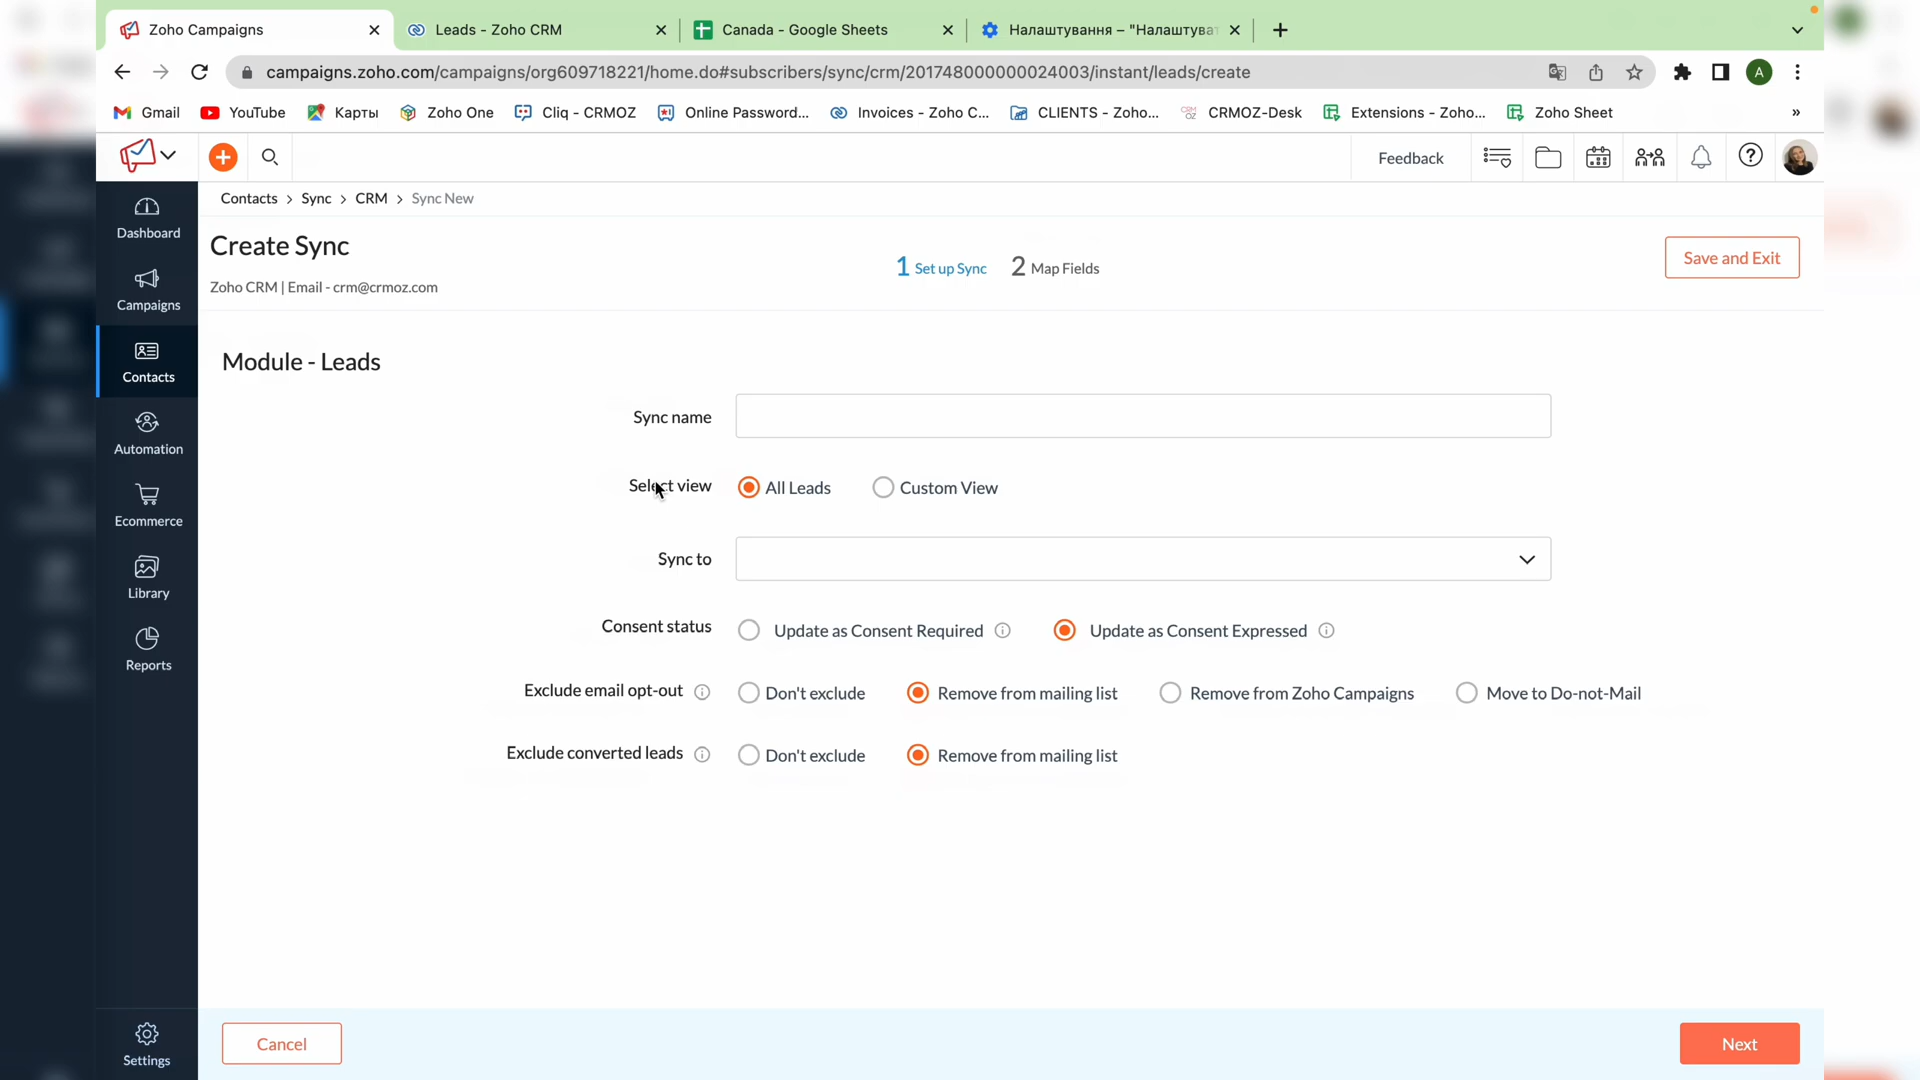 Zoho Campaigns
Leads - Zoho CRM
Canada - Google Sheets
Налаштування – "Налаштуват
campaigns.zoho.com/campaigns/org609718221/home.do#subscribers/sync/crm/201748000000024003/instant/leads/create
A
Gmail YouTube Карты Zoho One Cliq - CRMOZ Online Password... Invoices - Zoho C... CLIENTS - Zoho... CRMOZ-Desk Extensions - Zoho... Zoho Sheet »
Feedback
Contacts > Sync > CRM > Sync New
Dashboard
Campaigns
Contacts
Automation
Ecommerce
Library
Reports
Settings
Create Sync
Zoho CRM | Email - crm@crmoz.com
1 Set up Sync 2 Map Fields
Save and Exit
Module - Leads
Sync name
Select view All Leads Custom View
Sync to
Consent status Update as Consent Required Update as Consent Expressed
Exclude email opt-out Don't exclude Remove from mailing list Remove from Zoho Campaigns Move to Do-not-Mail
Exclude converted leads Don't exclude Remove from mailing list
Cancel
Next